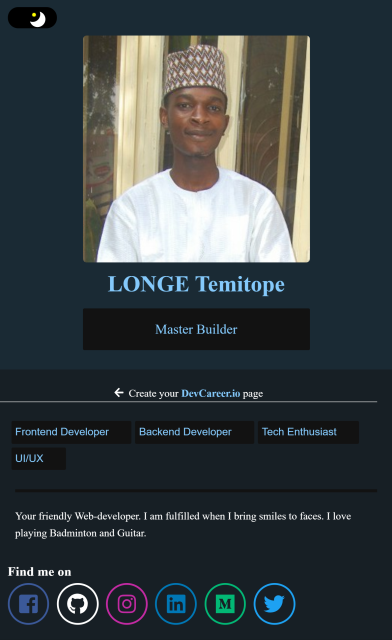 LONGE Temitope
Master Builder
Create your DevCareer.io page
Frontend Developer
Backend Developer
Tech Enthusiast
UI/UX
Your friendly Web-developer. I am fulfilled when I bring smiles to faces. I love
playing Badminton and Guitar.
Find me on